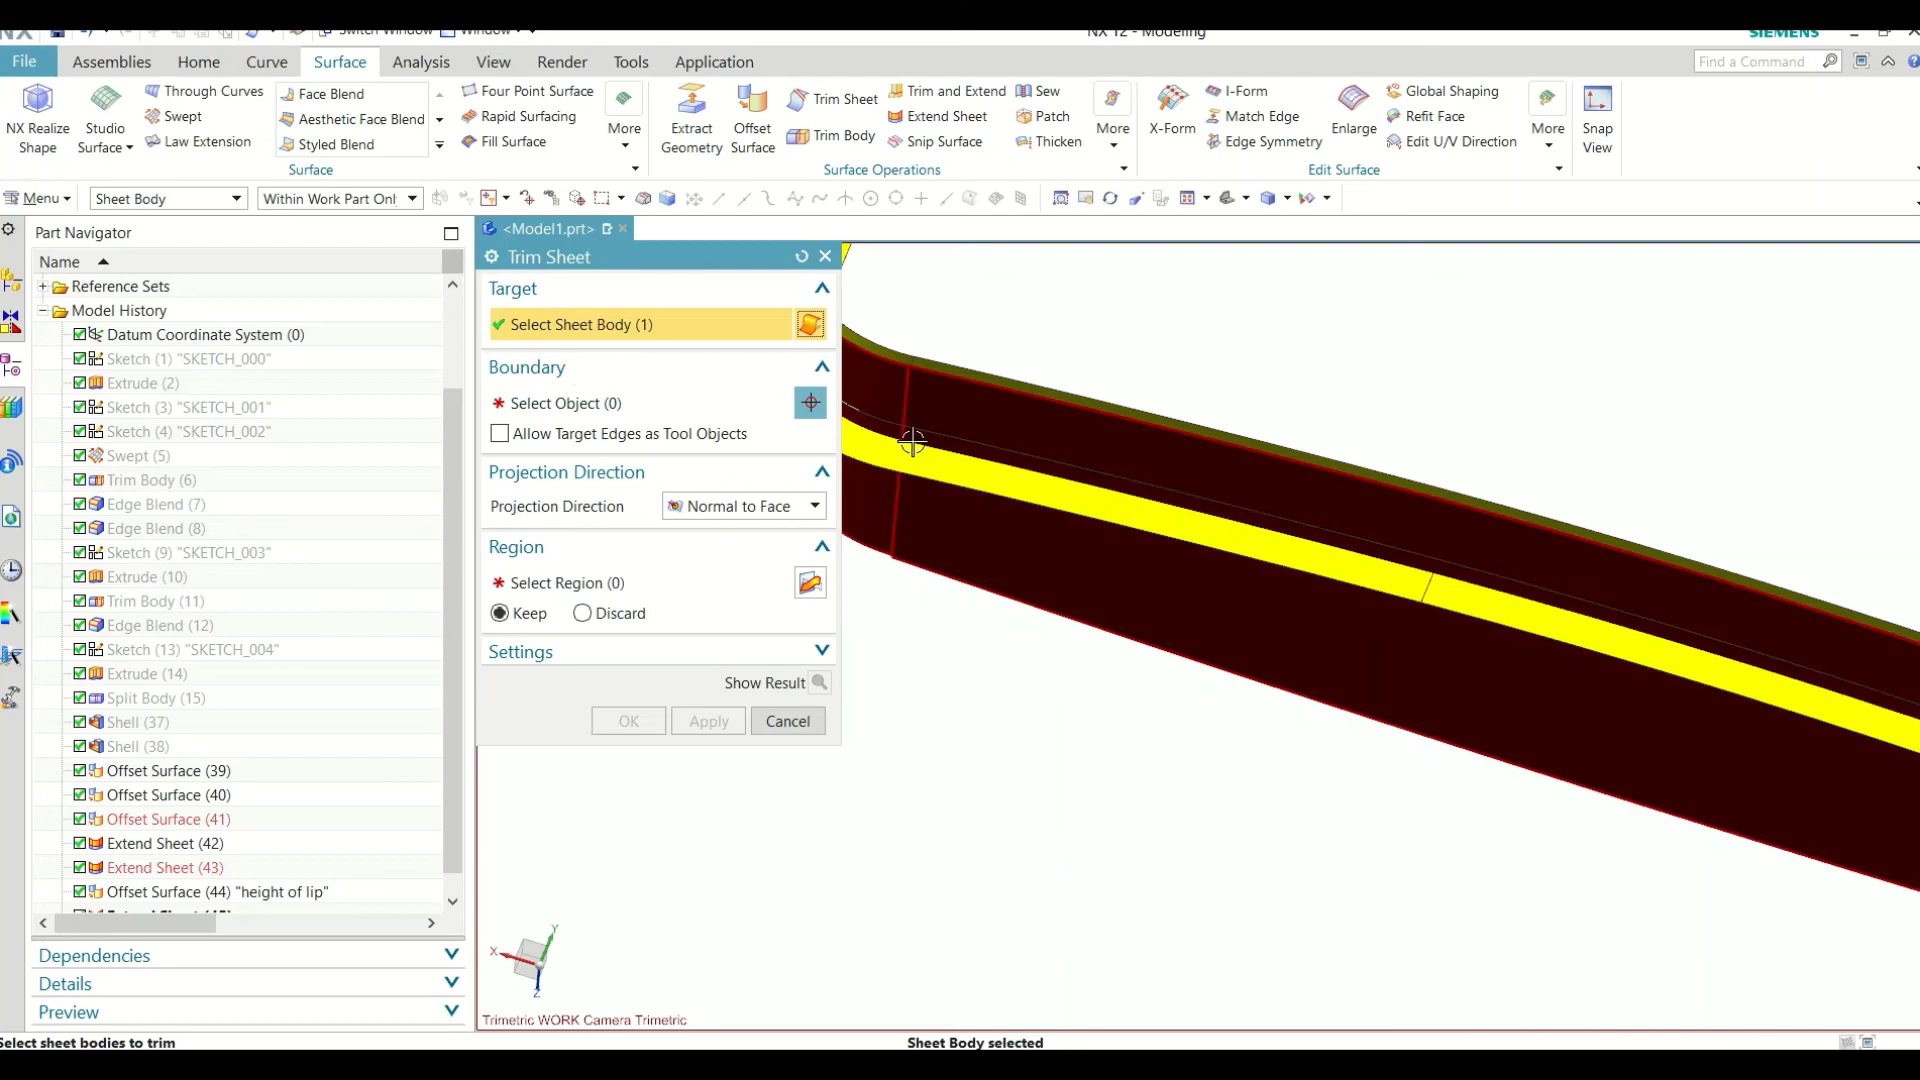 NX
Switch Window
Window
NX 12 - Modeling
SIEMENS
File
Assemblies
Home
Curve
Surface
Analysis
View
Render
Tools
Application
Find a Command
NX Realize
Shape
Studio
Surface
Through Curves
Swept
Law Extension
Face Blend
Aesthetic Face Blend
Styled Blend
Four Point Surface
Rapid Surfacing
Fill Surface
More
Surface
Extract
Geometry
Offset
Surface
Trim Sheet
Trim Body
Trim and Extend
Extend Sheet
Snip Surface
Sew
Patch
Thicken
More
Surface Operations
X-Form
I-Form
Match Edge
Edge Symmetry
Enlarge
Global Shaping
Refit Face
Edit U/V Direction
More
Edit Surface
Snap
View
Menu
Sheet Body
Within Work Part Onl
Part Navigator
Name
Reference Sets
Model History
Datum Coordinate System (0)
Sketch (1) "SKETCH_000"
Extrude (2)
Sketch (3) "SKETCH_001"
Sketch (4) "SKETCH_002"
Swept (5)
Trim Body (6)
Edge Blend (7)
Edge Blend (8)
Sketch (9) "SKETCH_003"
Extrude (10)
Trim Body (11)
Edge Blend (12)
Sketch (13) "SKETCH_004"
Extrude (14)
Split Body (15)
Shell (37)
Shell (38)
Offset Surface (39)
Offset Surface (40)
Offset Surface (41)
Extend Sheet (42)
Extend Sheet (43)
Offset Surface (44) "height of lip"
Dependencies
Details
Preview
<Model1.prt>
Trim Sheet
Target
Select Sheet Body (1)
Boundary
* Select Object (0)
Allow Target Edges as Tool Objects
Projection Direction
Projection Direction
Normal to Face
Region
* Select Region (0)
Keep
Discard
Settings
Show Result
OK
Apply
Cancel
X
Y
Z
Trimetric WORK Camera Trimetric
Select sheet bodies to trim
Sheet Body selected